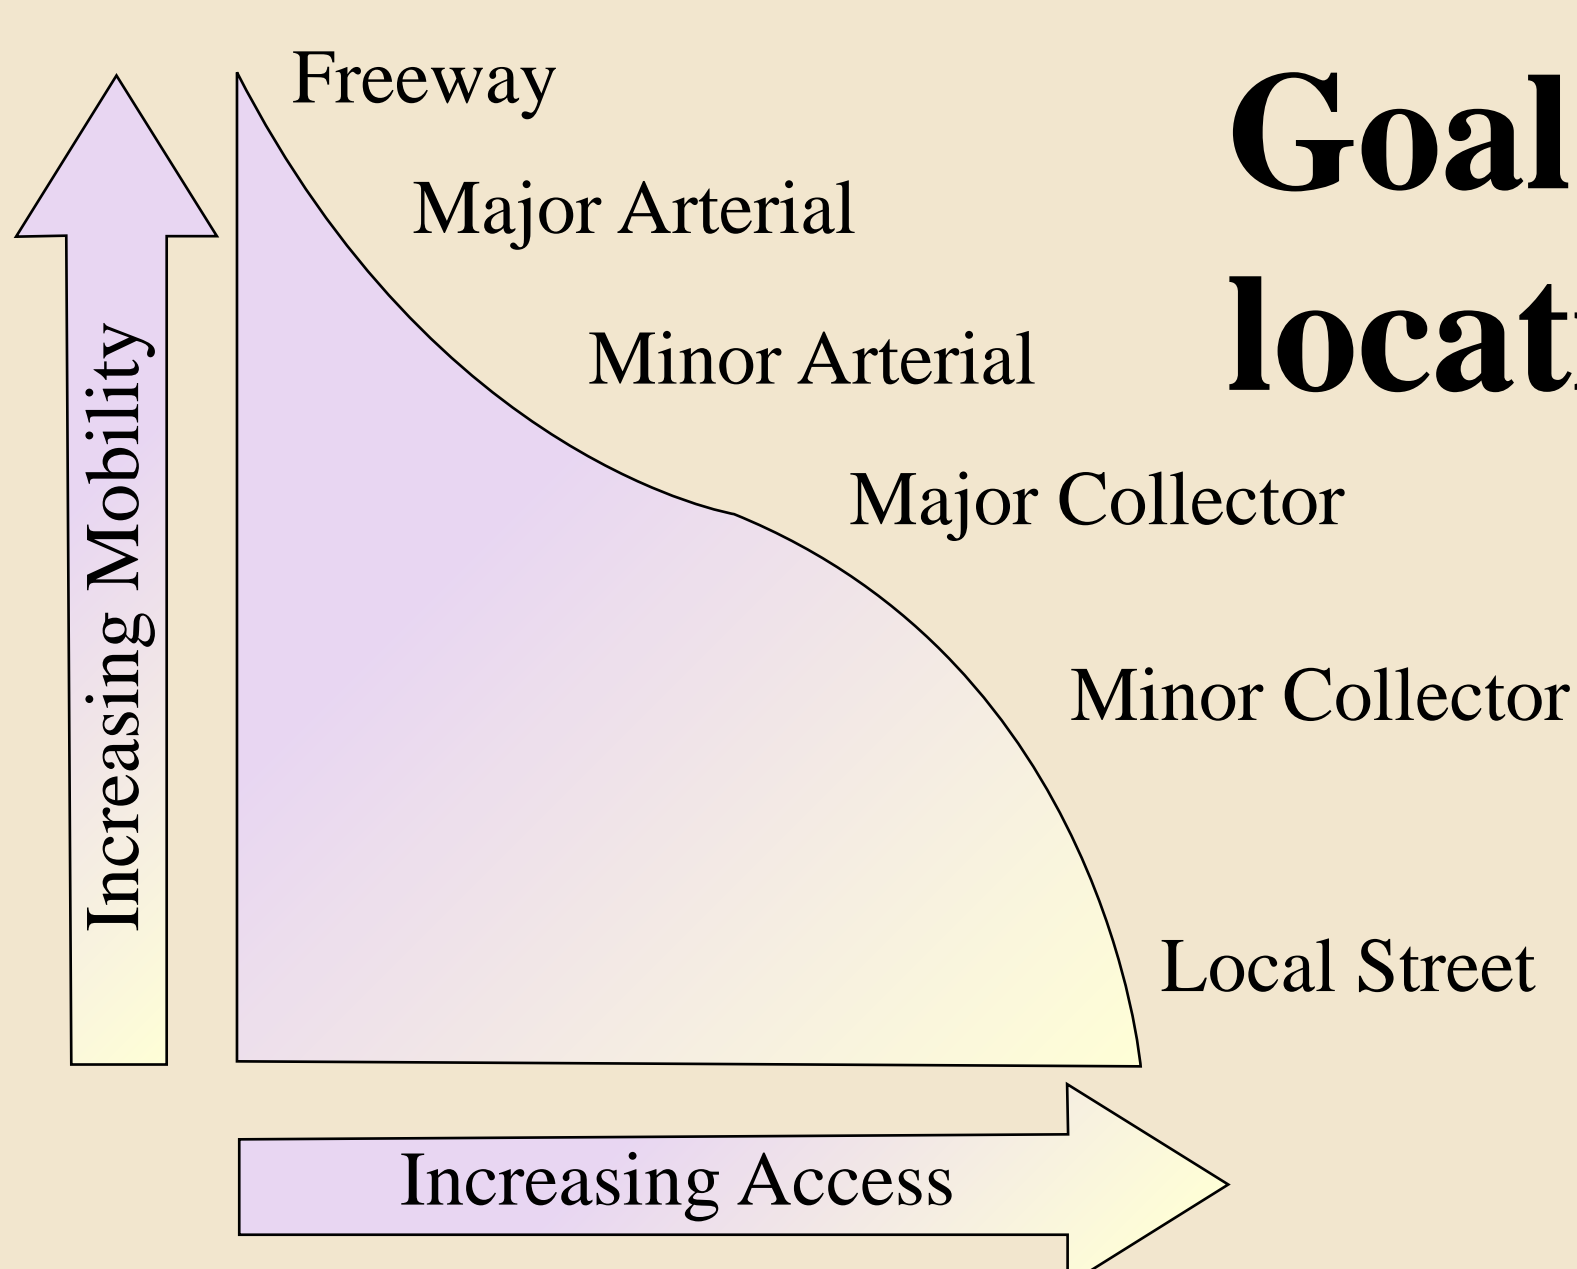 Freeway
Major Arterial
Minor Arterial
Major Collector
Minor Collector
Local Street
Increasing Mobility
Increasing Access
Goal